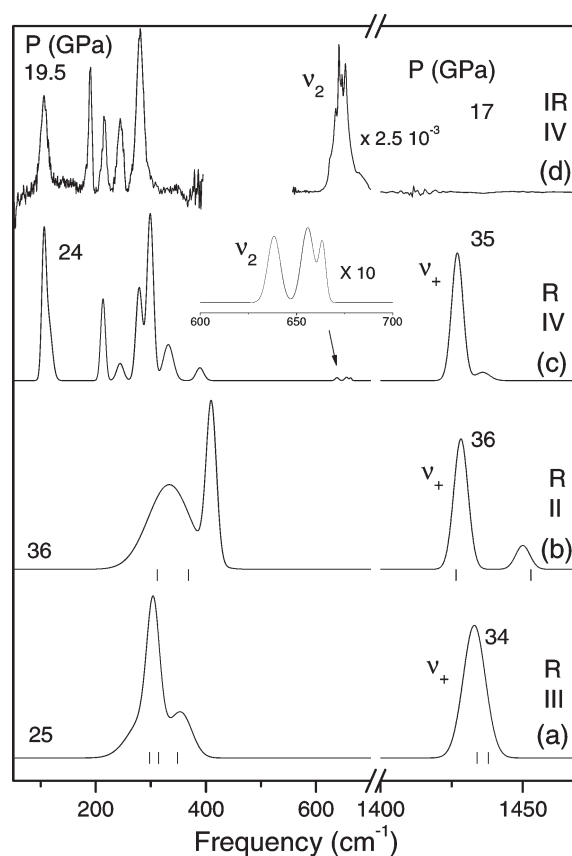 P (GPa)
19.5
ν2
x 2.5 10-3
P (GPa)
17
IR
IV
(d)
24
ν2
X 10
600 650 700
35
ν+
R
IV
(c)
36
ν+
36
R
II
(b)
25
ν+
34
R
III
(a)
200 400 600 1400 1450
Frequency (cm-1)